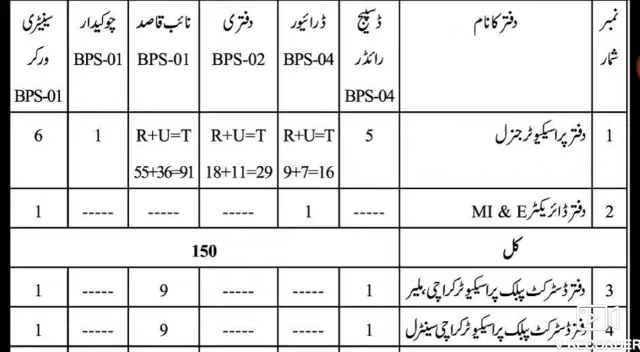 نمبر شمار | دفتر کا نام | ڈسپیچ رائڈر BPS-04 | ڈرائیور BPS-04 | دفتری BPS-02 | نائب قاصد BPS-01 | چوکیدار BPS-01 | سینیٹری ورکر BPS-01
1 | دفتر پراسیکیوٹر جنرل | 5 | R+U=T 9+7=16 | R+U=T 18+11=29 | R+U=T 55+36=91 | 1 | 6
2 | دفتر ڈائریکٹر MI & E | ----- | 1 | ----- | ----- | ----- | 1
کل | 150
3 | دفتر ڈسٹرکٹ پبلک پراسیکیوٹر کراچی، ملیر | 1 | ----- | ----- | 9 | ----- | 1
4 | دفتر ڈسٹرکٹ پبلک پراسیکیوٹر کراچی سینٹرل | 1 | ----- | ----- | 9 | ----- | 1